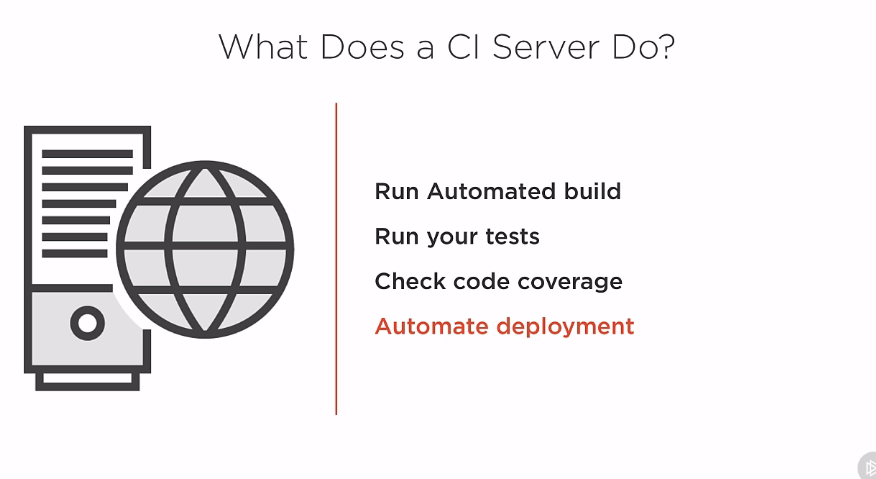 What Does a CI Server Do?
Run Automated build
Run your tests
Check code coverage
Automate deployment